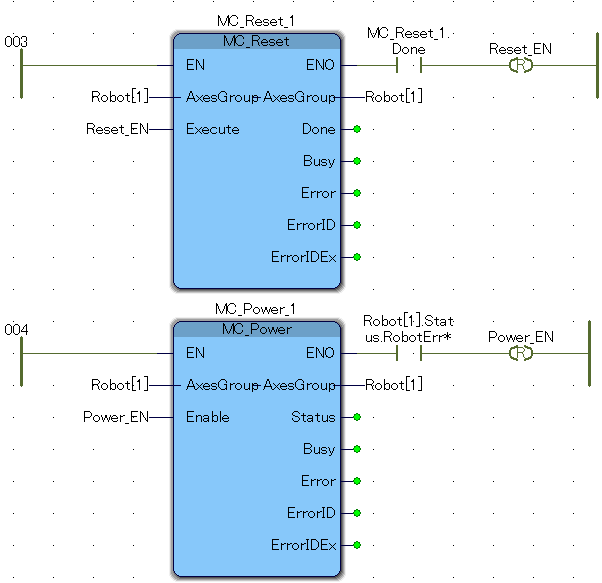 MC_Reset_1
003
MC_Reset
MC_Reset_1.
Done
Reset_EN
EN
ENO
R
Robot[1]
AxesGroup
AxesGroup
Robot[1]
Reset_EN
Execute
Done
Busy
Error
ErrorID
ErrorIDEx
MC_Power_1
004
MC_Power
Robot[1].Stat
us.RobotErr*
Power_EN
EN
ENO
R
Robot[1]
AxesGroup
AxesGroup
Robot[1]
Power_EN
Enable
Status
Busy
Error
ErrorID
ErrorIDEx